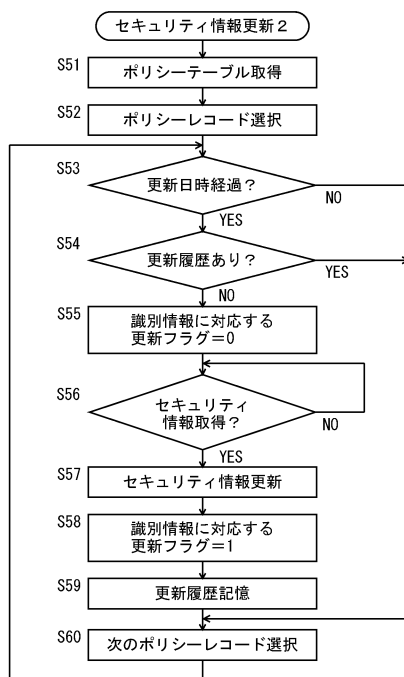 セキュリティ情報更新２
S51
ポリシーテーブル取得
S52
ポリシーレコード選択
S53
更新日時経過？
NO
YES
S54
更新履歴あり？
YES
NO
S55
識別情報に対応する
更新フラグ＝0
S56
セキュリティ
情報取得？
NO
YES
S57
セキュリティ情報更新
S58
識別情報に対応する
更新フラグ＝1
S59
更新履歴記憶
S60
次のポリシーレコード選択